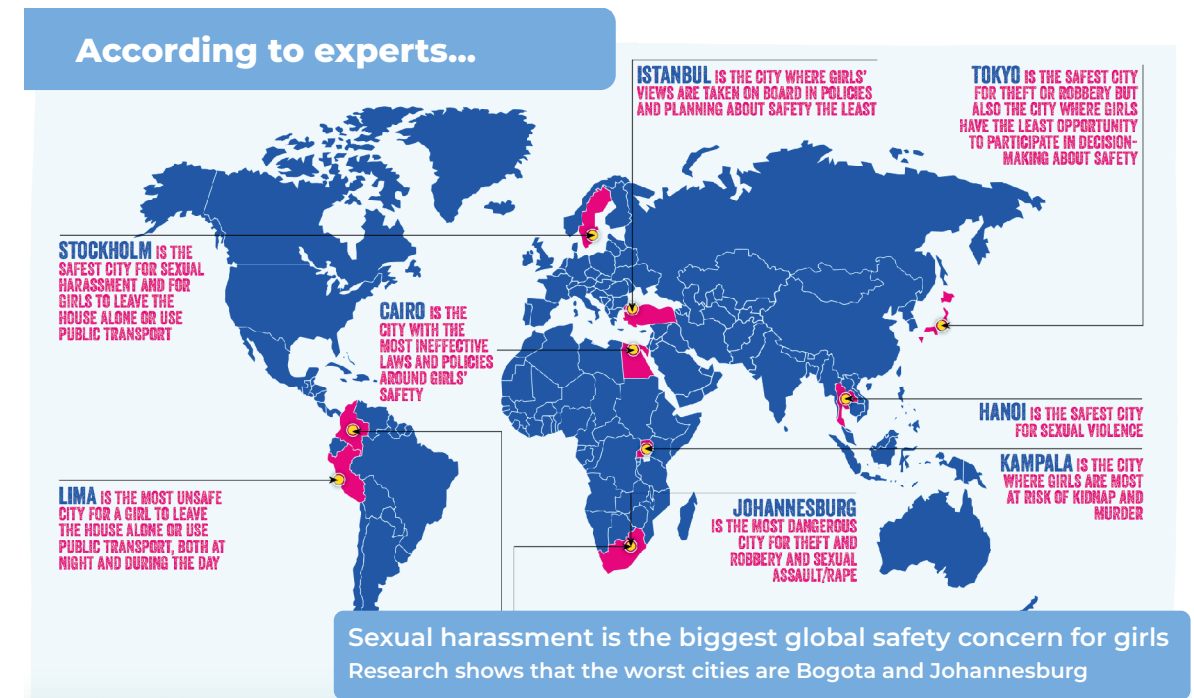 According to experts...
ISTANBUL IS THE CITY WHERE GIRLS'
VIEWS ARE TAKEN ON BOARD IN POLICIES
AND PLANNING ABOUT SAFETY THE LEAST
TOKYO IS THE SAFEST CITY
FOR THEFT OR ROBBERY BUT
ALSO THE CITY WHERE GIRLS
HAVE THE LEAST OPPORTUNITY
TO PARTICIPATE IN DECISION-
MAKING ABOUT SAFETY
STOCKHOLM IS THE
SAFEST CITY FOR SEXUAL
HARASSMENT AND FOR
GIRLS TO LEAVE THE
HOUSE ALONE OR USE
PUBLIC TRANSPORT
CAIRO IS THE
CITY WITH THE
MOST INEFFECTIVE
LAWS AND POLICIES
AROUND GIRLS'
SAFETY
HANOI IS THE SAFEST CITY
FOR SEXUAL VIOLENCE
KAMPALA IS THE CITY
WHERE GIRLS ARE MOST
AT RISK OF KIDNAP AND
MURDER
LIMA IS THE MOST UNSAFE
CITY FOR A GIRL TO LEAVE
THE HOUSE ALONE OR USE
PUBLIC TRANSPORT, BOTH AT
NIGHT AND DURING THE DAY
JOHANNESBURG
IS THE MOST DANGEROUS
CITY FOR THEFT AND
ROBBERY AND SEXUAL
ASSAULT/RAPE
Sexual harassment is the biggest global safety concern for girls
Research shows that the worst cities are Bogota and Johannesburg